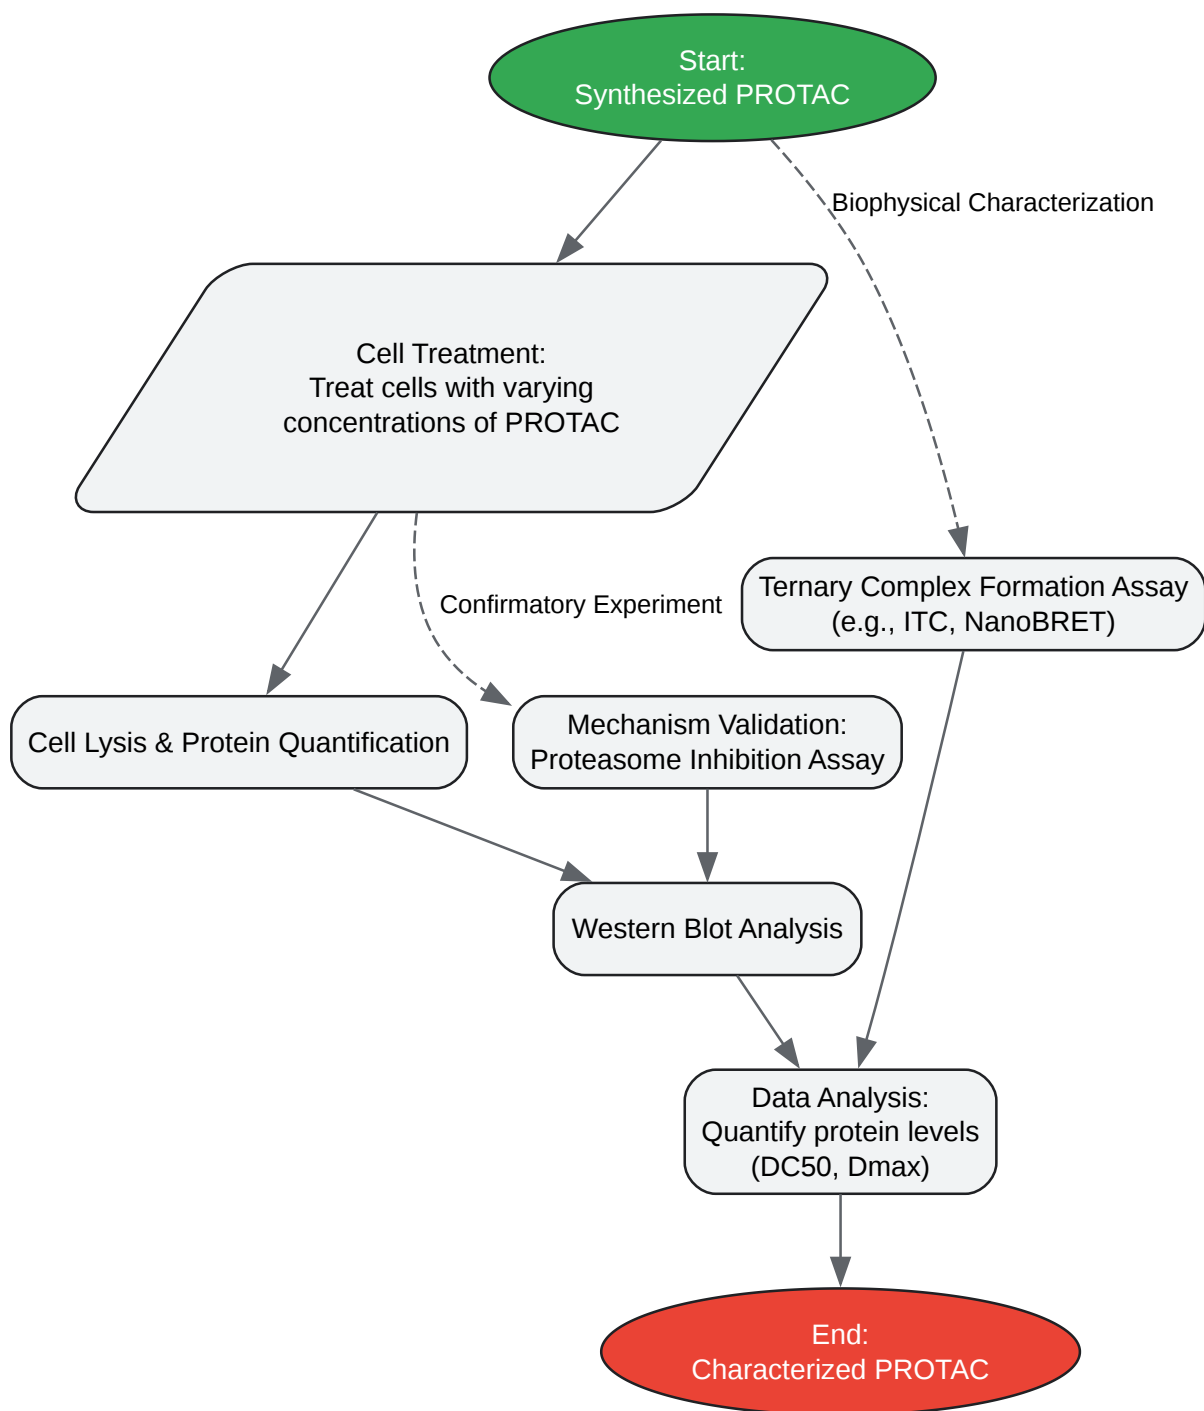 Start:
Synthesized PROTAC
Biophysical Characterization
Cell Treatment:
Treat cells with varying
concentrations of PROTAC
Ternary Complex Formation Assay
(e.g., ITC, NanoBRET)
Confirmatory Experiment
Cell Lysis & Protein Quantification
Mechanism Validation:
Proteasome Inhibition Assay
Western Blot Analysis
Data Analysis:
Quantify protein levels
(DC50, Dmax)
End:
Characterized PROTAC